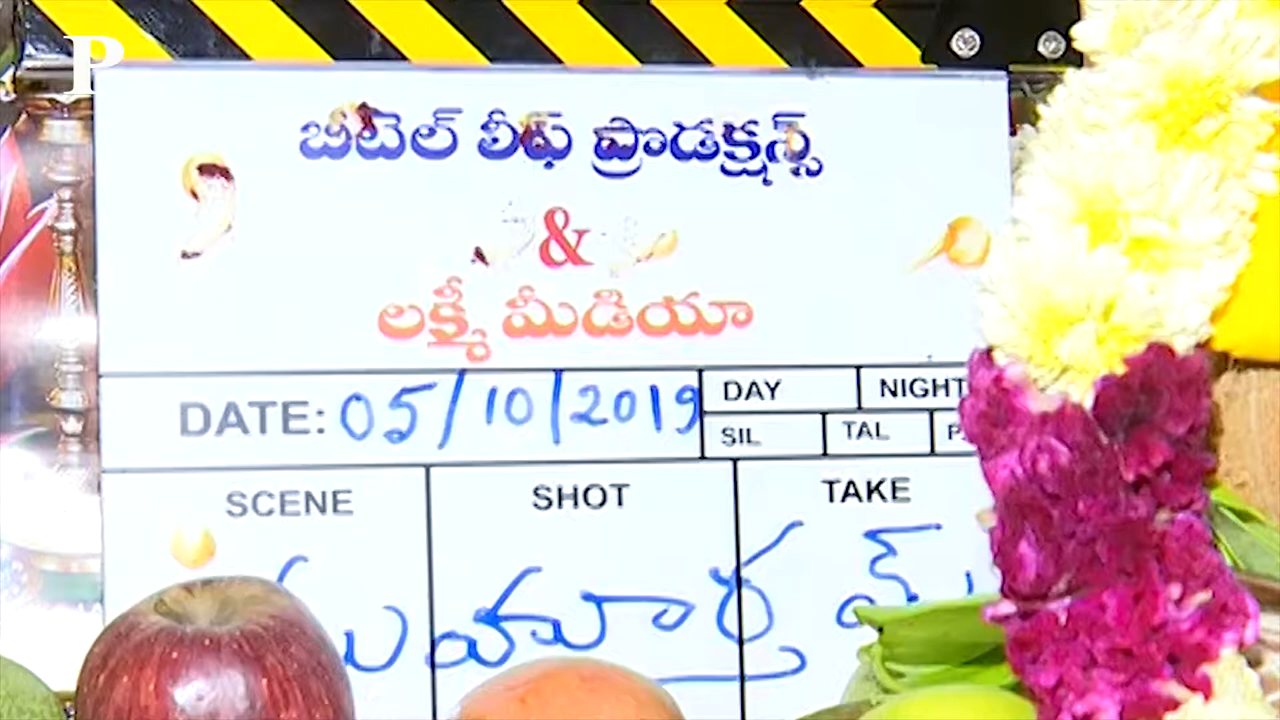 P
బీటెల్ లీఫ్ ప్రొడక్షన్స్
&
లక్ష్మీ మీడియా
DATE: 05/10/2019
DAY NIGHT
SIL TAL
SCENE SHOT TAKE